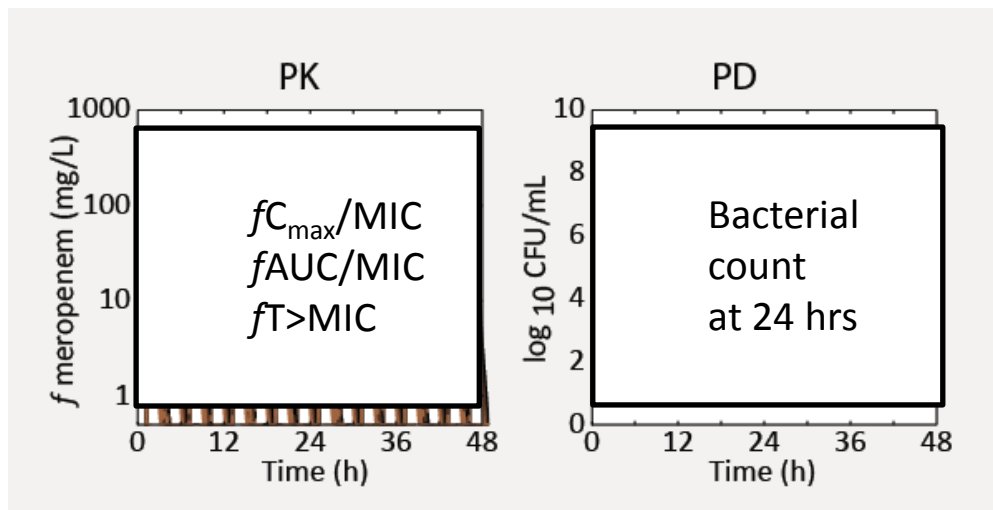 PK
1000
100
10
1
f meropenem (mg/L)
fCmax/MIC
fAUC/MIC
fT>MIC
0 12 24 36 48
Time (h)
PD
10
8
6
4
2
0
log 10 CFU/mL
Bacterial
count
at 24 hrs
0 12 24 36 48
Time (h)